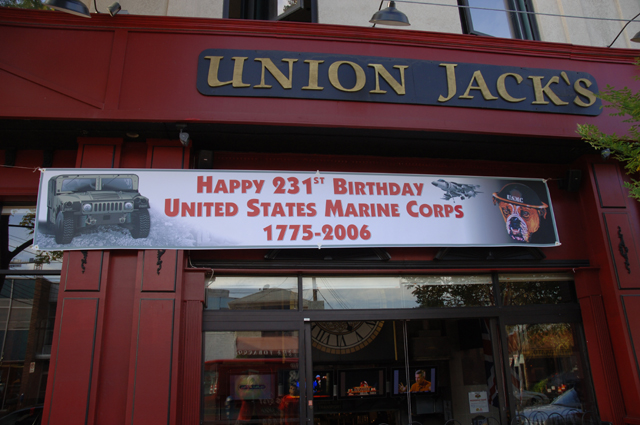 UNION JACK'S
HAPPY 231ST BIRTHDAY
UNITED STATES MARINE CORPS
1775-2006
USMC